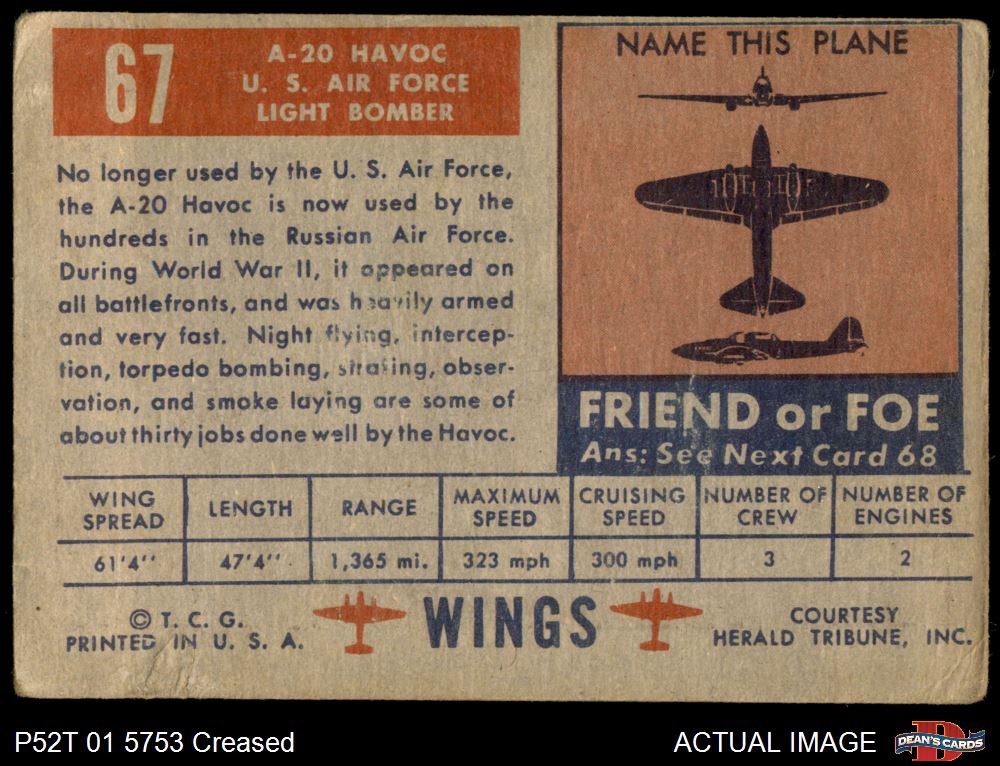 67
A-20 HAVOC
U. S. AIR FORCE
LIGHT BOMBER
No longer used by the U. S. Air Force,
the A-20 Havoc is now used by the
hundreds in the Russian Air Force.
During World War II, it appeared on
all battlefronts, and was heavily armed
and very fast. Night flying, intercep-
tion, torpedo bombing, strafing, obser-
vation, and smoke laying are some of
about thirty jobs done well by the Havoc.
NAME THIS PLANE
FRIEND or FOE
Ans: See Next Card 68
WING SPREAD LENGTH RANGE MAXIMUM SPEED CRUISING SPEED NUMBER OF CREW NUMBER OF ENGINES
61'4'' 47'4'' 1,365 mi. 323 mph 300 mph 3 2
© T. C. G.
PRINTED IN U. S. A.
WINGS
COURTESY
HERALD TRIBUNE, INC.
P52T 01 5753 Creased
ACTUAL IMAGE
D
DEAN'S CARDS